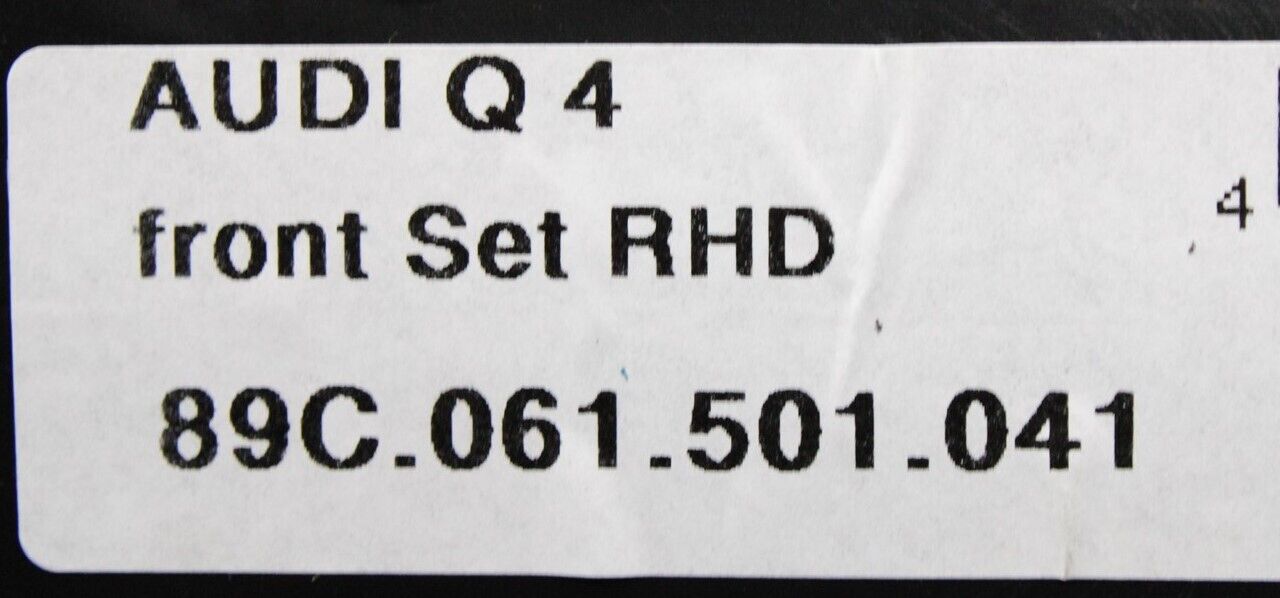 AUDI Q 4
front Set RHD
4
89C.061.501.041